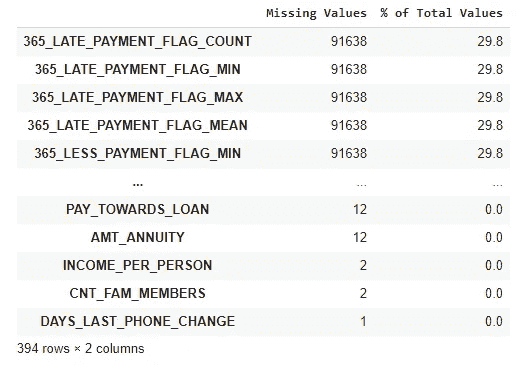 Missing Values % of Total Values
365_LATE_PAYMENT_FLAG_COUNT 91638 29.8
365_LATE_PAYMENT_FLAG_MIN 91638 29.8
365_LATE_PAYMENT_FLAG_MAX 91638 29.8
365_LATE_PAYMENT_FLAG_MEAN 91638 29.8
365_LESS_PAYMENT_FLAG_MIN 91638 29.8
... ... ...
PAY_TOWARDS_LOAN 12 0.0
AMT_ANNUITY 12 0.0
INCOME_PER_PERSON 2 0.0
CNT_FAM_MEMBERS 2 0.0
DAYS_LAST_PHONE_CHANGE 1 0.0
394 rows × 2 columns